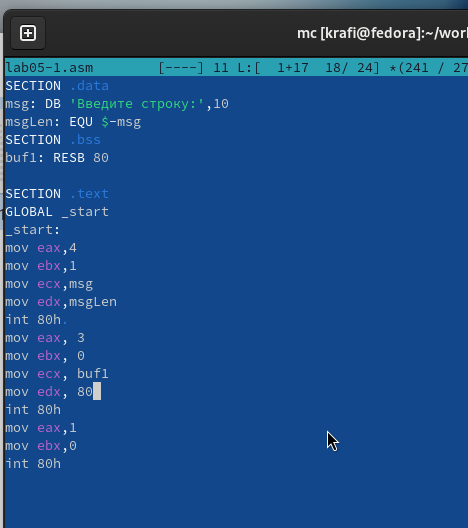 mc [krafi@fedora]:~/worl
lab05-1.asm [----] 11 L:[ 1+17 18/ 24] *(241 / 27
SECTION .data
msg: DB 'Введите строку:',10
msgLen: EQU $-msg
SECTION .bss
buf1: RESB 80
SECTION .text
GLOBAL _start
_start:
mov eax,4
mov ebx,1
mov ecx,msg
mov edx,msgLen
int 80h.
mov eax, 3
mov ebx, 0
mov ecx, buf1
mov edx, 80
int 80h
mov eax,1
mov ebx,0
int 80h